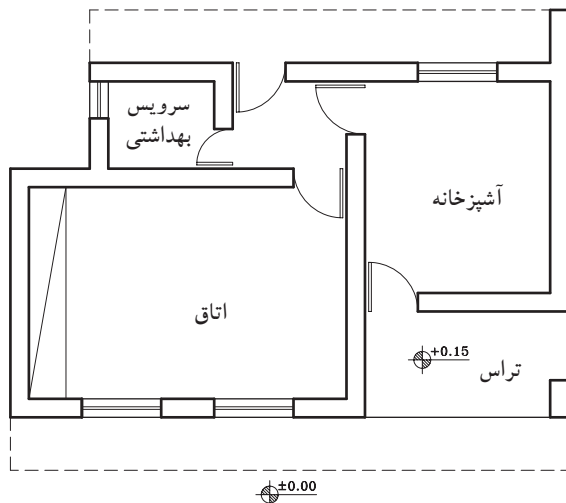 سرویس
بهداشتی
آشپزخانه
اتاق
+0.15
تراس
±0.00